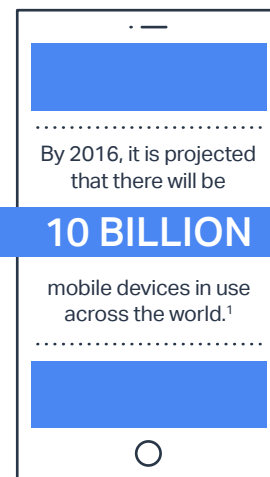 By 2016, it is projected
that there will be
10 BILLION
mobile devices in use
across the world.¹